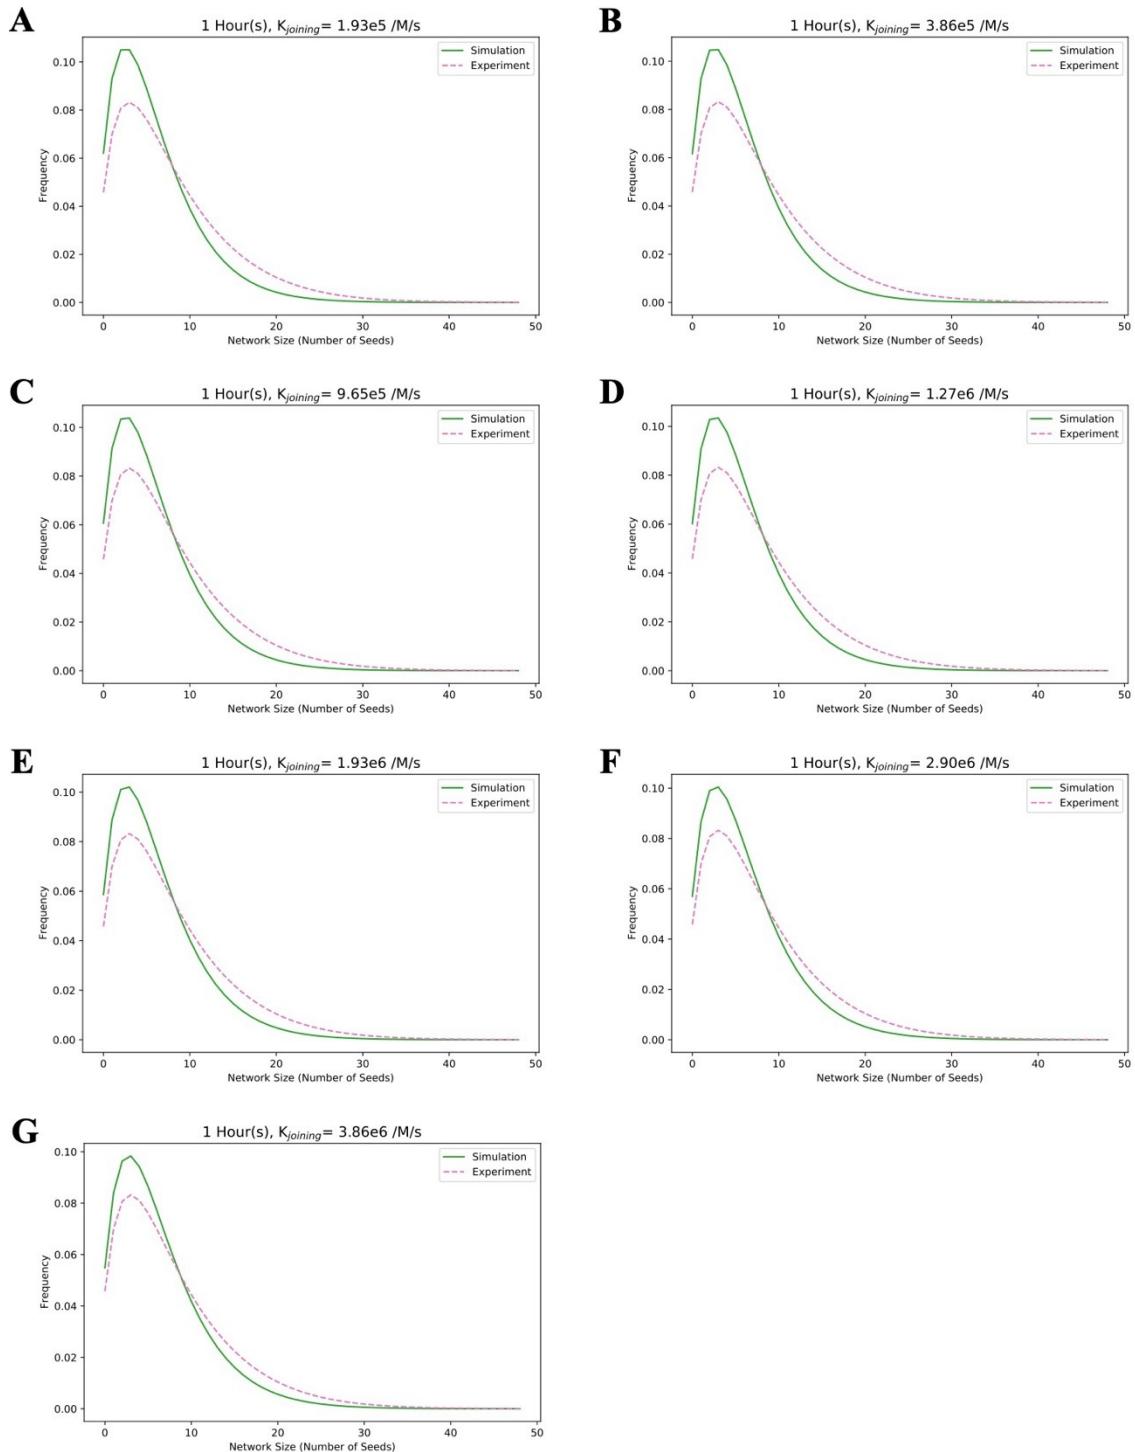 A
1 Hour(s), K_joining= 1.93e5 /M/s
Simulation
Experiment
Frequency
0.10
0.08
0.06
0.04
0.02
0.00
0 10 20 30 40 50
Network Size (Number of Seeds)
B
1 Hour(s), K_joining= 3.86e5 /M/s
Simulation
Experiment
Frequency
0.10
0.08
0.06
0.04
0.02
0.00
0 10 20 30 40 50
Network Size (Number of Seeds)
C
1 Hour(s), K_joining= 9.65e5 /M/s
Simulation
Experiment
Frequency
0.10
0.08
0.06
0.04
0.02
0.00
0 10 20 30 40 50
Network Size (Number of Seeds)
D
1 Hour(s), K_joining= 1.27e6 /M/s
Simulation
Experiment
Frequency
0.10
0.08
0.06
0.04
0.02
0.00
0 10 20 30 40 50
Network Size (Number of Seeds)
E
1 Hour(s), K_joining= 1.93e6 /M/s
Simulation
Experiment
Frequency
0.10
0.08
0.06
0.04
0.02
0.00
0 10 20 30 40 50
Network Size (Number of Seeds)
F
1 Hour(s), K_joining= 2.90e6 /M/s
Simulation
Experiment
Frequency
0.10
0.08
0.06
0.04
0.02
0.00
0 10 20 30 40 50
Network Size (Number of Seeds)
G
1 Hour(s), K_joining= 3.86e6 /M/s
Simulation
Experiment
Frequency
0.10
0.08
0.06
0.04
0.02
0.00
0 10 20 30 40 50
Network Size (Number of Seeds)